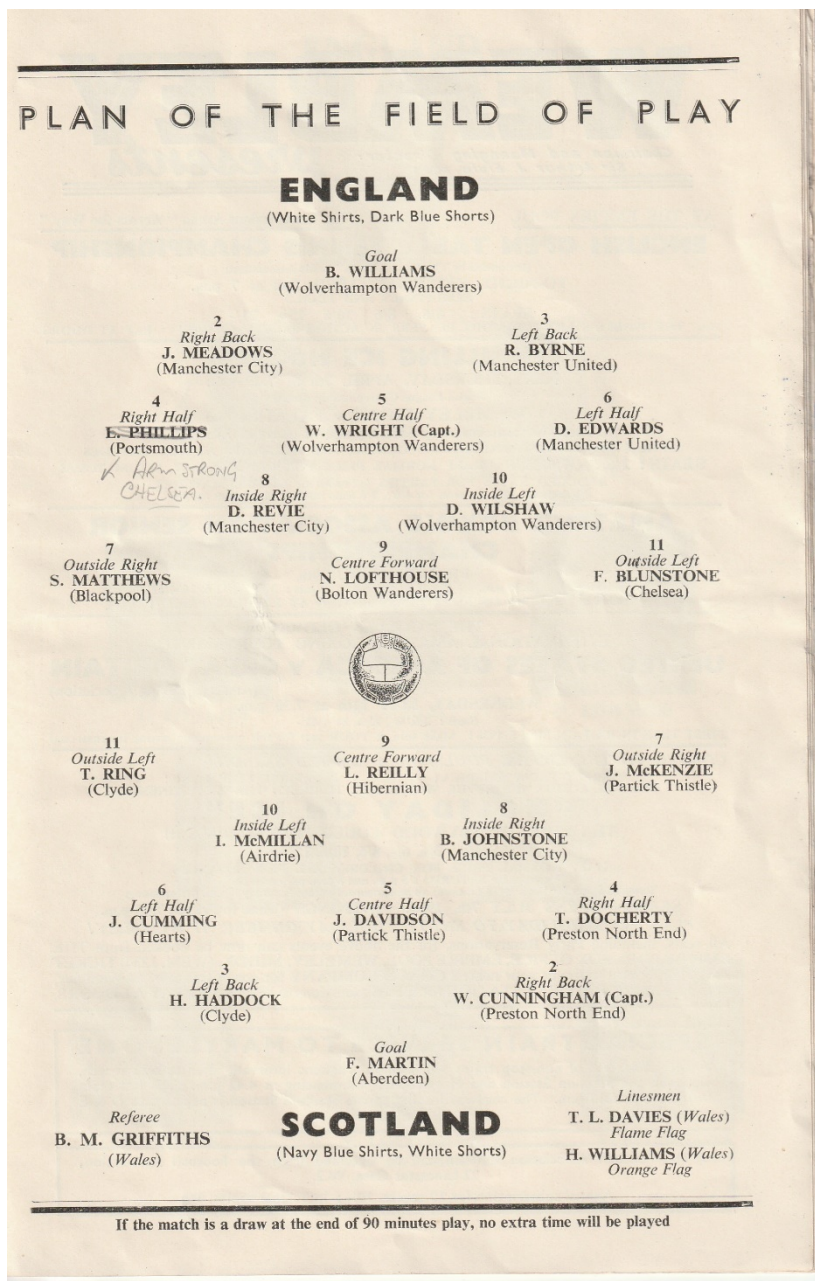 PLAN OF THE FIELD OF PLAY
ENGLAND
(White Shirts, Dark Blue Shorts)
Goal
B. WILLIAMS
(Wolverhampton Wanderers)
2
Right Back
J. MEADOWS
(Manchester City)
3
Left Back
R. BYRNE
(Manchester United)
4
Right Half
L. PHILLIPS
(Portsmouth)
K ARMSTRONG
CHELSEA.
5
Centre Half
W. WRIGHT (Capt.)
(Wolverhampton Wanderers)
6
Left Half
D. EDWARDS
(Manchester United)
8
Inside Right
D. REVIE
(Manchester City)
10
Inside Left
D. WILSHAW
(Wolverhampton Wanderers)
7
Outside Right
S. MATTHEWS
(Blackpool)
9
Centre Forward
N. LOFTHOUSE
(Bolton Wanderers)
11
Outside Left
F. BLUNSTONE
(Chelsea)
11
Outside Left
T. RING
(Clyde)
9
Centre Forward
L. REILLY
(Hibernian)
7
Outside Right
J. McKENZIE
(Partick Thistle)
10
Inside Left
I. McMILLAN
(Airdrie)
8
Inside Right
B. JOHNSTONE
(Manchester City)
6
Left Half
J. CUMMING
(Hearts)
5
Centre Half
J. DAVIDSON
(Partick Thistle)
4
Right Half
T. DOCHERTY
(Preston North End)
3
Left Back
H. HADDOCK
(Clyde)
2
Right Back
W. CUNNINGHAM (Capt.)
(Preston North End)
Goal
F. MARTIN
(Aberdeen)
Referee
B. M. GRIFFITHS
(Wales)
SCOTLAND
(Navy Blue Shirts, White Shorts)
Linesmen
T. L. DAVIES (Wales)
Flame Flag
H. WILLIAMS (Wales)
Orange Flag
If the match is a draw at the end of 90 minutes play, no extra time will be played